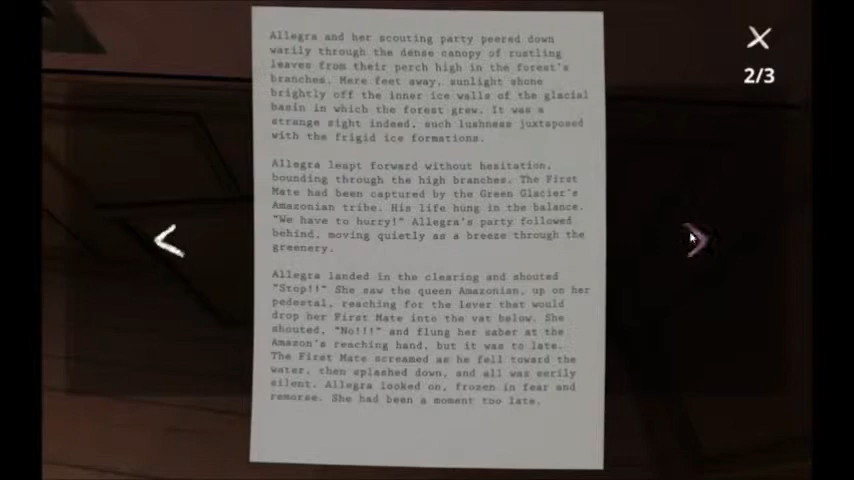 Allegra and her scouting party peered down
warily through the dense canopy of rustling
leaves from their perch high in the forest's
branches. Mere feet away, sunlight shone
brightly off the inner ice walls of the glacial
basin in which the forest grew. It was a
strange sight indeed, such lushness juxtaposed
with the frigid ice formations.
Allegra leapt forward without hesitation,
bounding through the high branches. The First
Mate had been captured by the Green Glacier's
Amazonian tribe. His life hung in the balance.
"We have to hurry!" Allegra's party followed
behind, moving quietly as a breeze through the
greenery.
Allegra landed in the clearing and shouted
"Stop!!" She saw the queen Amazonian, up on her
pedestal, reaching for the lever that would
drop her First Mate into the vat below. She
shouted, "No!!!" and flung her saber at the
Amazon's reaching hand, but it was to late.
The First Mate screamed as he fell toward the
water, then splashed down, and all was eerily
silent. Allegra looked on, frozen in fear and
remorse. She had been a moment too late.
2/3